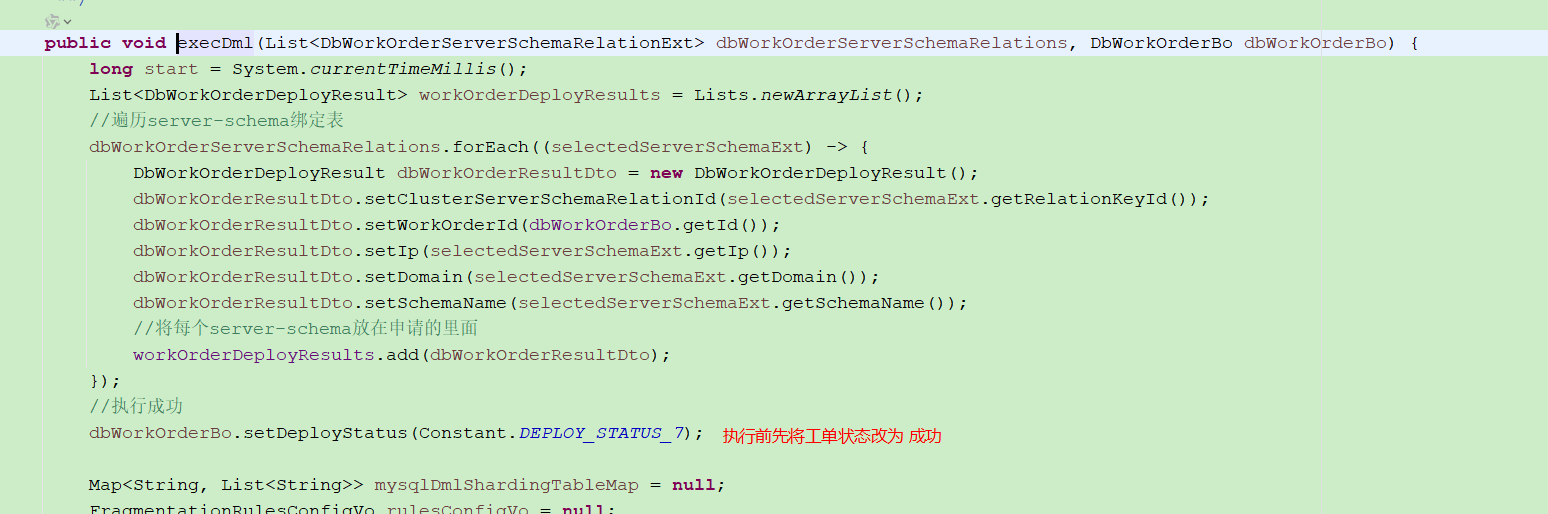 **/
public void execDml(List<DbWorkOrderServerSchemaRelationExt> dbWorkOrderServerSchemaRelations, DbWorkOrderBo dbWorkOrderBo) {
long start = System.currentTimeMillis();
List<DbWorkOrderDeployResult> workOrderDeployResults = Lists.newArrayList();
//遍历server-schema绑定表
dbWorkOrderServerSchemaRelations.forEach((selectedServerSchemaExt) -> {
DbWorkOrderDeployResult dbWorkOrderResultDto = new DbWorkOrderDeployResult();
dbWorkOrderResultDto.setClusterServerSchemaRelationId(selectedServerSchemaExt.getRelationKeyId());
dbWorkOrderResultDto.setWorkOrderId(dbWorkOrderBo.getId());
dbWorkOrderResultDto.setIp(selectedServerSchemaExt.getIp());
dbWorkOrderResultDto.setDomain(selectedServerSchemaExt.getDomain());
dbWorkOrderResultDto.setSchemaName(selectedServerSchemaExt.getSchemaName());
//将每个server-schema放在申请的里面
workOrderDeployResults.add(dbWorkOrderResultDto);
});
//执行成功
dbWorkOrderBo.setDeployStatus(Constant.DEPLOY_STATUS_7); 执行前先将工单状态改为 成功
Map<String, List<String>> mysqlDmlShardingTableMap = null;
FragmentationRulesConfigVo rulesConfigVo = null;